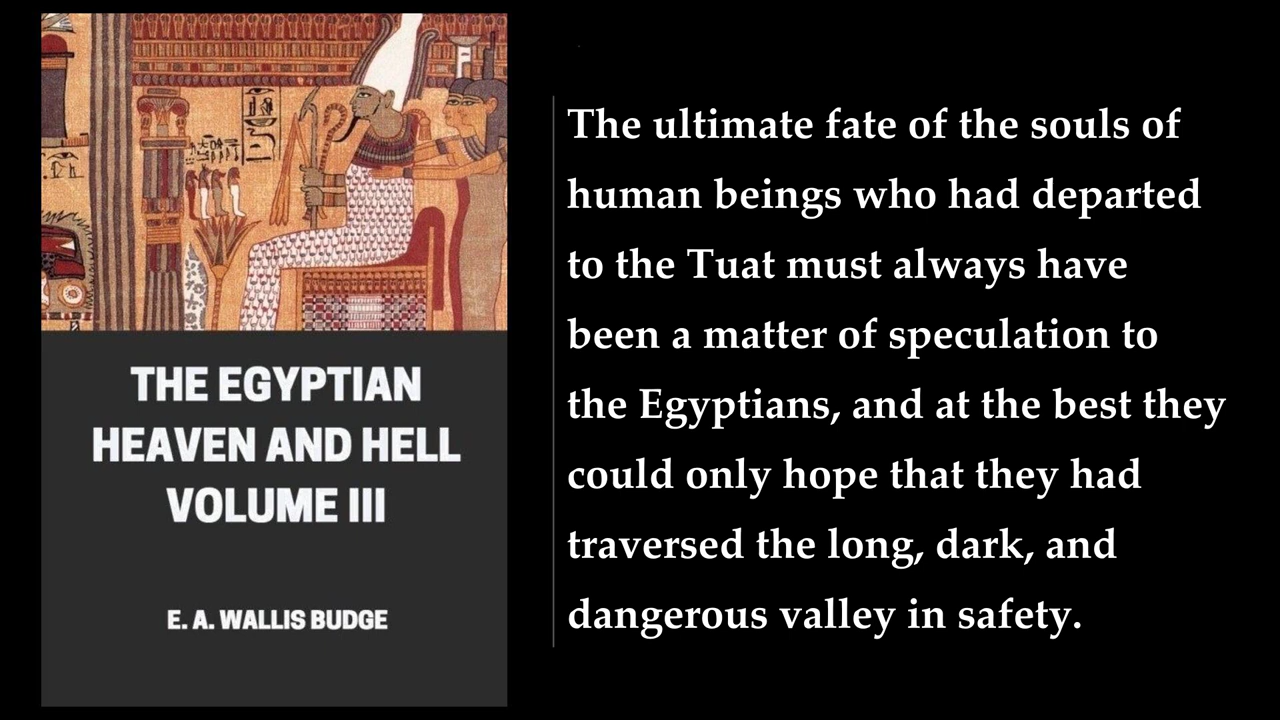 THE EGYPTIAN
HEAVEN AND HELL
VOLUME III
E. A. WALLIS BUDGE
The ultimate fate of the souls of
human beings who had departed
to the Tuat must always have
been a matter of speculation to
the Egyptians, and at the best they
could only hope that they had
traversed the long, dark, and
dangerous valley in safety.